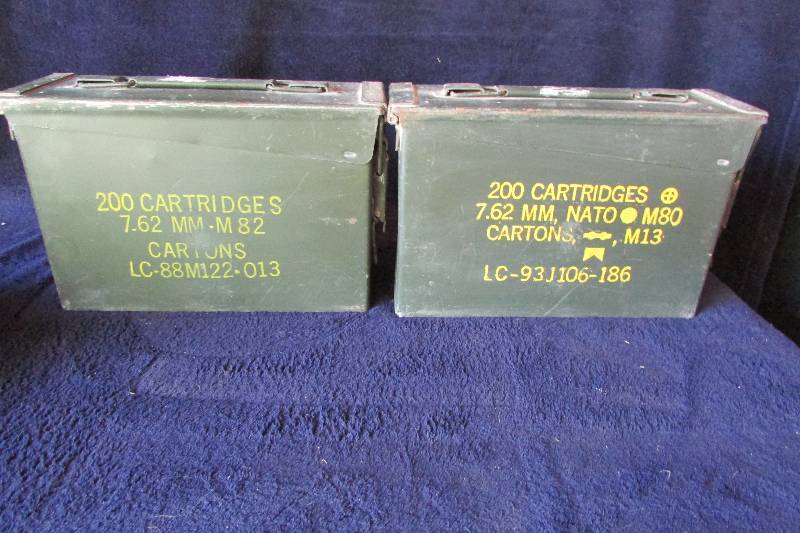 200 CARTRIDGES
7.62 MM-M82
CARTONS
LC-88M122-013
200 CARTRIDGES
7.62 MM, NATO M80
CARTONS, , M13
LC-93J106-186